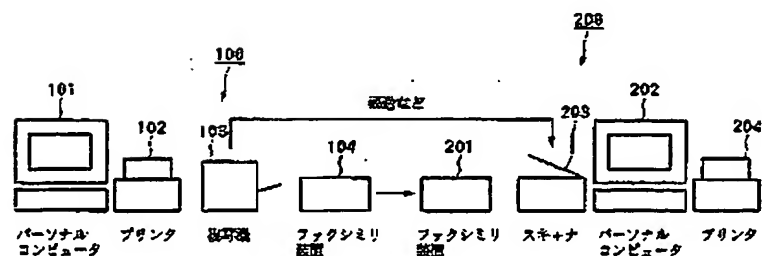 100
200
101
102
103
104
201
203
202
204
郵送など
パーソナル
コンピュータ
プリンタ
複写機
ファクシミリ
装置
ファクシミリ
装置
スキャナ
パーソナル
コンピュータ
プリンタ